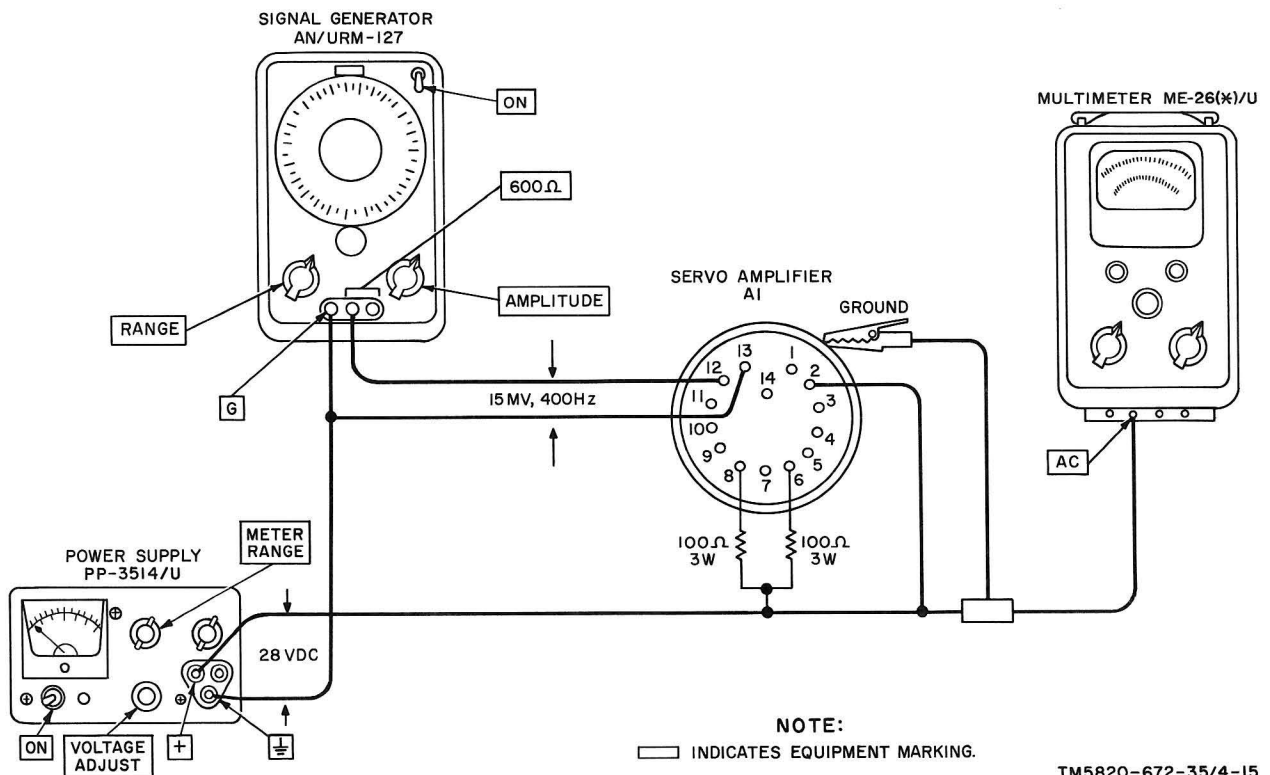 SIGNAL GENERATOR
AN/URM-127
ON
MULTIMETER ME-26(*)/U
600Ω
SERVO AMPLIFIER
A1
GROUND
RANGE
AMPLITUDE
G
15 MV, 400Hz
1
2
3
4
5
6
7
8
9
10
11
12
13
14
AC
100Ω
3W
100Ω
3W
POWER SUPPLY
PP-3514/U
METER
RANGE
28 VDC
ON
VOLTAGE
ADJUST
+
NOTE:
INDICATES EQUIPMENT MARKING.
TM5820-672-35/4-15